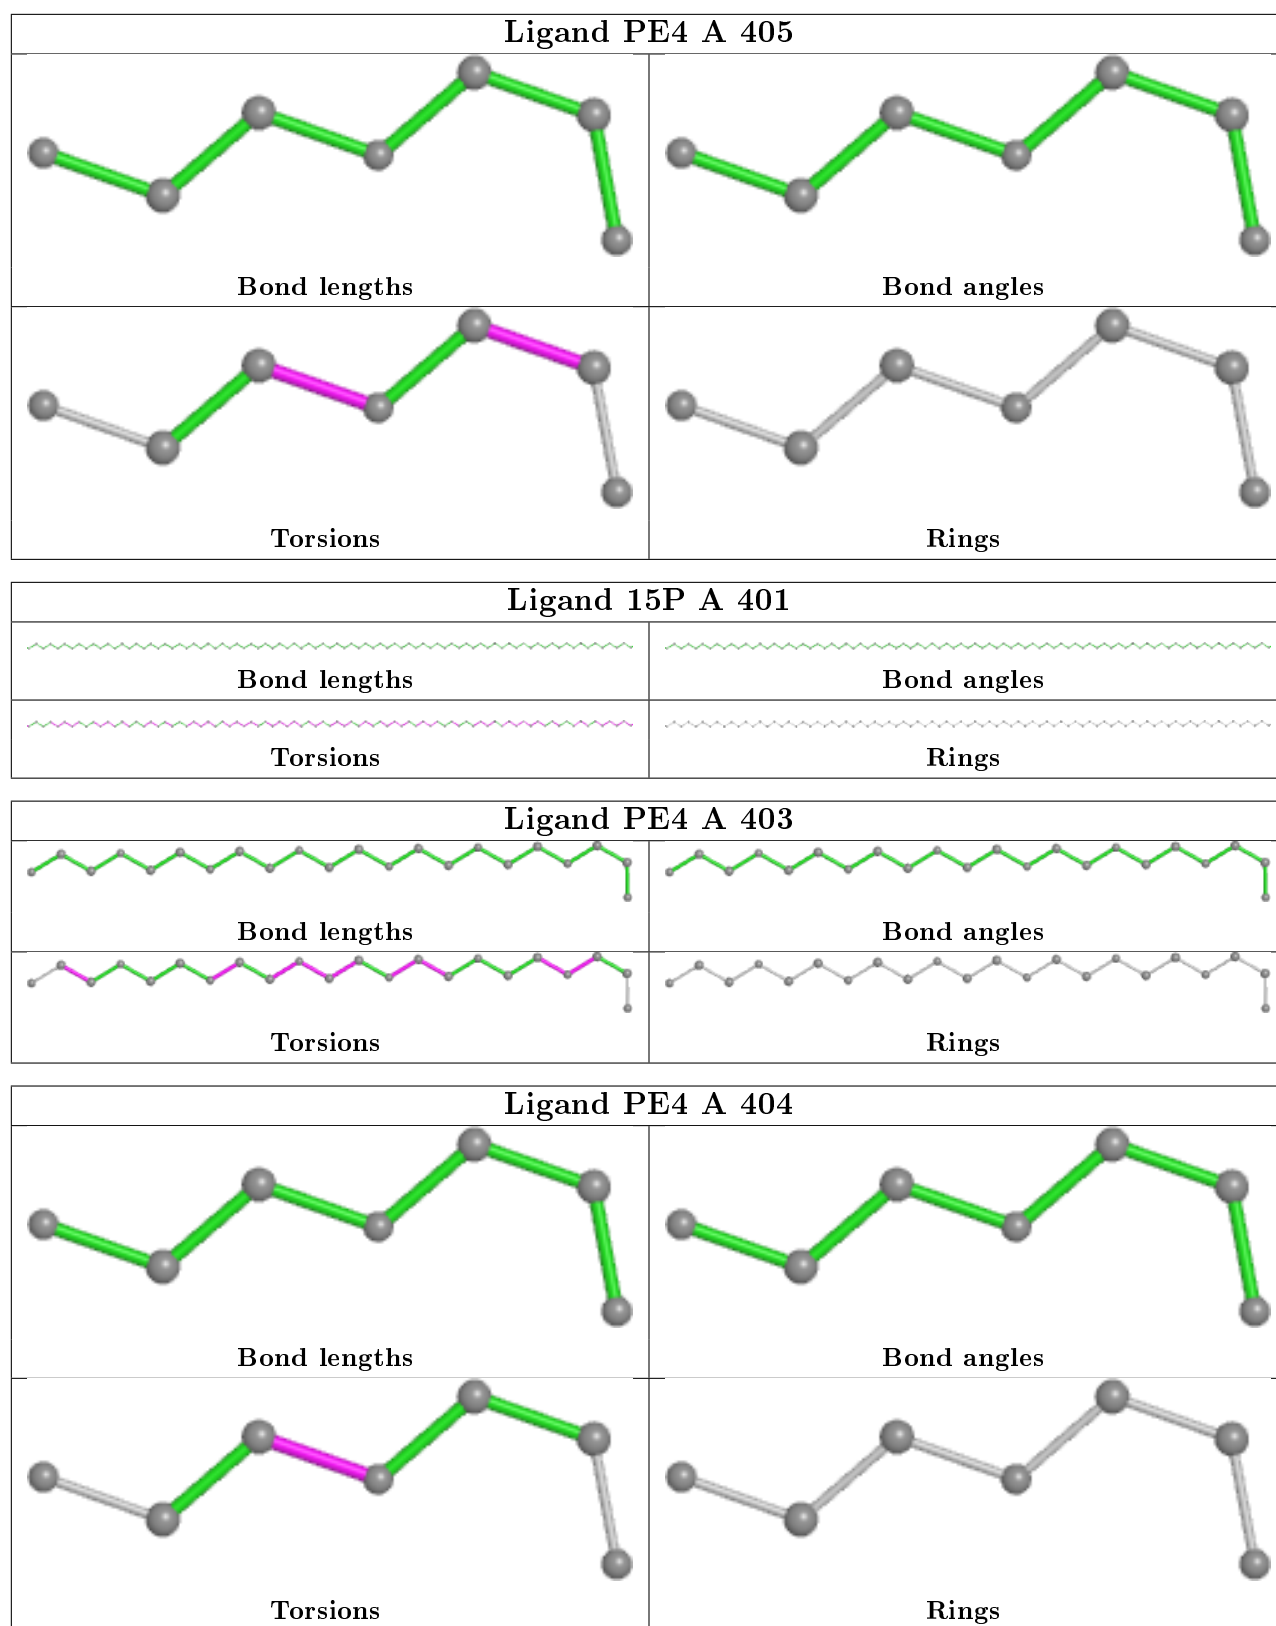 Ligand PE4 A 405
Bond lengths
Bond angles
Torsions
Rings
Ligand 15P A 401
Bond lengths
Bond angles
Torsions
Rings
Ligand PE4 A 403
Bond lengths
Bond angles
Torsions
Rings
Ligand PE4 A 404
Bond lengths
Bond angles
Torsions
Rings